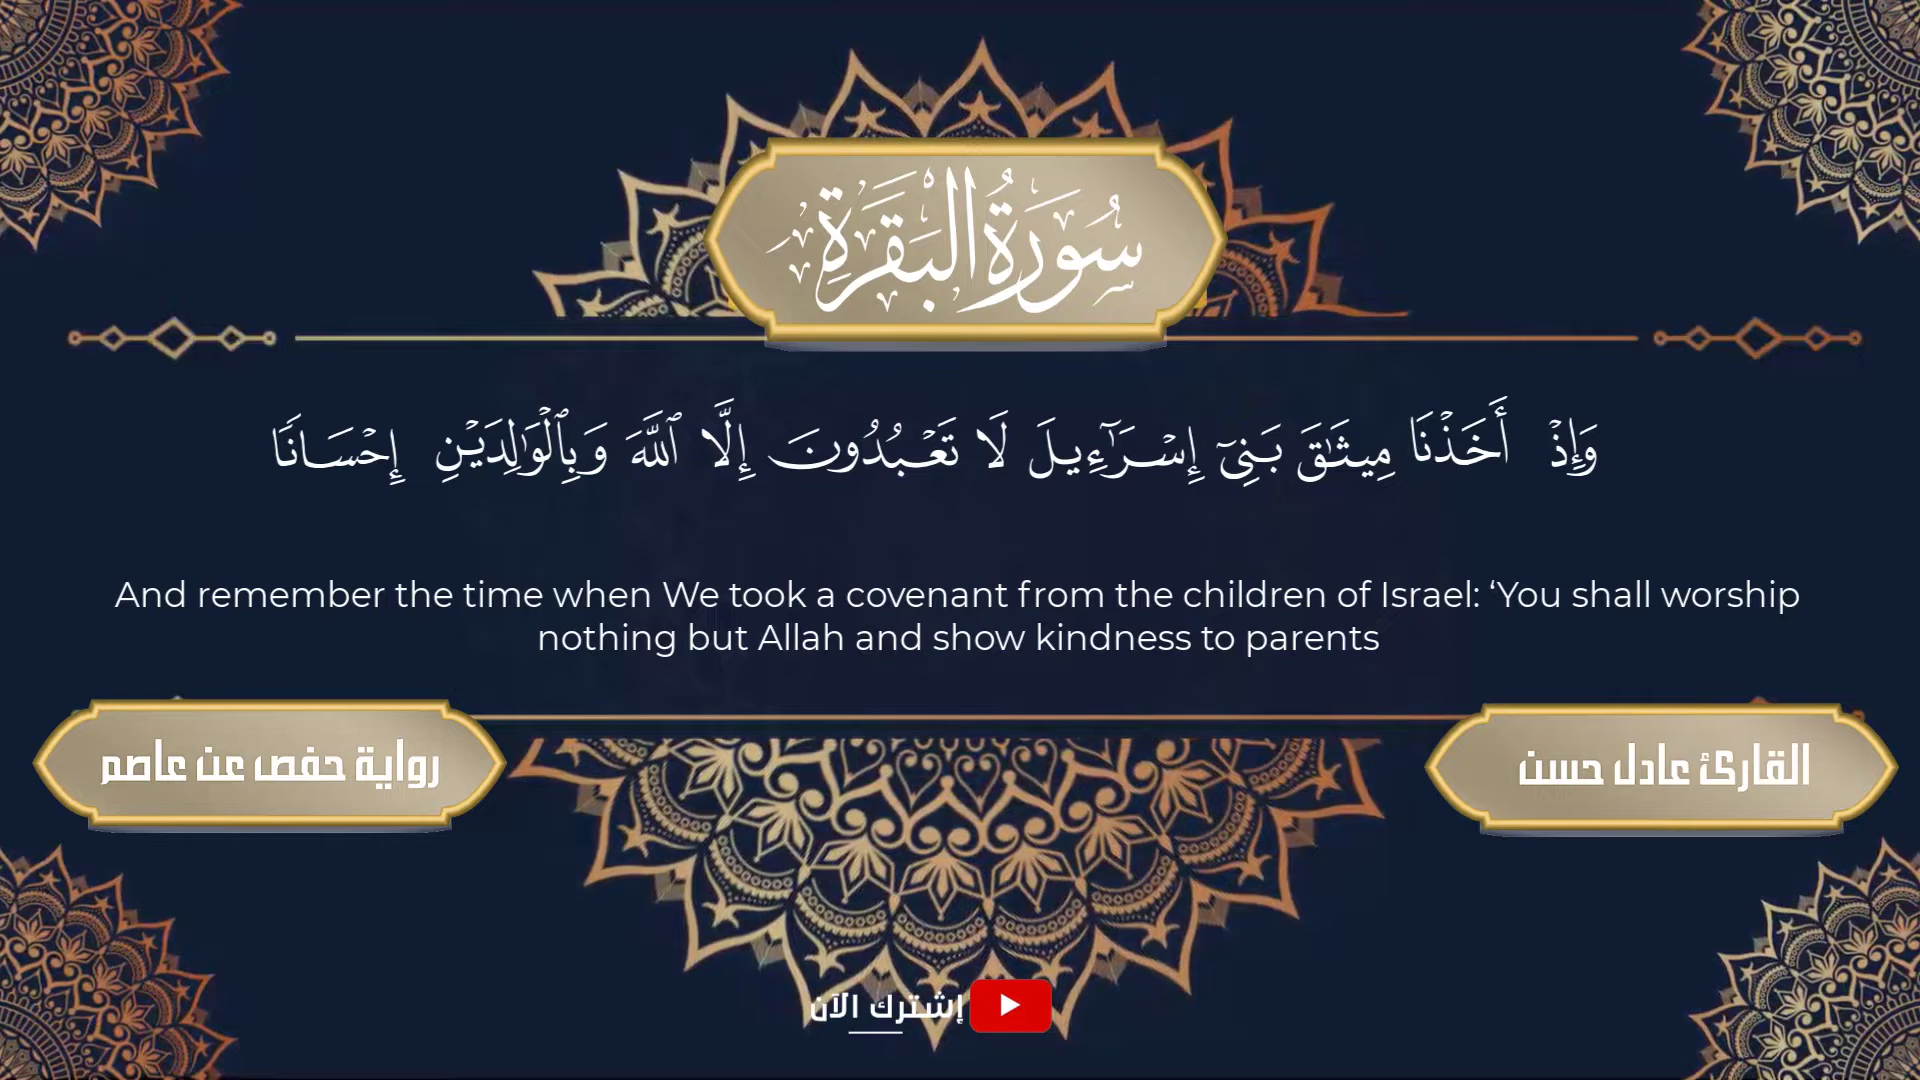 سُورَةُ البَقَرَةِ
وَإِذْ أَخَذْنَا مِيثَٰقَ بَنِىٓ إِسْرَٰٓءِيلَ لَا تَعْبُدُونَ إِلَّا ٱللَّهَ وَبِٱلْوَٰلِدَيْنِ إِحْسَانًا
And remember the time when We took a covenant from the children of Israel: ‘You shall worship
nothing but Allah and show kindness to parents
القارئ عادل حسن
رواية حفص عن عاصم
إشترك الآن